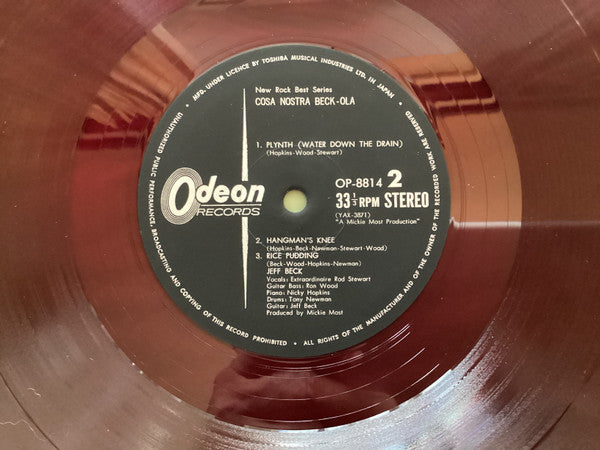 MFD. UNDER LICENCE BY TOSHIBA MUSICAL INDUSTRIES LTD. IN JAPAN
New Rock Best Series
COSA NOSTRA BECK-OLA
1. PLYNTH (WATER DOWN THE DRAIN)
(Hopkins-Wood-Stewart)
Odeon
RECORDS
OP-8814 2
33 1/3 RPM STEREO
(YAX-3871)
"A Mickie Most Production"
2. HANGMAN'S KNEE
(Hopkins-Beck-Newman-Stewart-Wood)
3. RICE PUDDING
(Beck-Wood-Hopkins-Newman)
JEFF BECK
Vocals: Extraordinaire Rod Stewart
Guitar Bass: Ron Wood
Piano: Nicky Hopkins
Drums: Tony Newman
Guitar: Jeff Beck
Produced by Mickie Most
• ALL RIGHTS OF THE MANUFACTURER AND OF THE OWNER OF THE RECORDED WORK ARE RESERVED
UNAUTHORIZED PUBLIC PERFORMANCE, BROADCASTING AND COPYING OF THIS RECORD PROHIBITED •